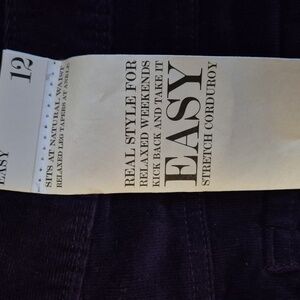 12
SITS AT NATURAL WAIST
RELAXED LEG TAPERS AT ANKLE
EASY
REAL STYLE FOR
RELAXED WEEKENDS
KICK BACK AND TAKE IT
EASY
STRETCH CORDUROY